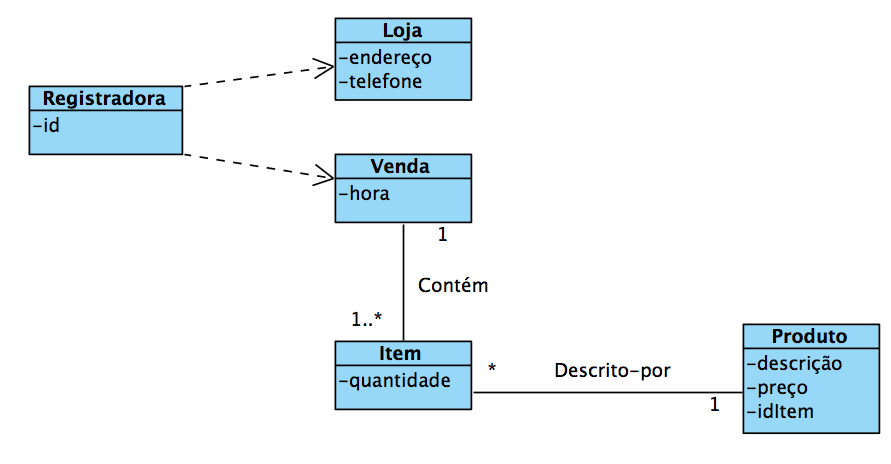 Loja
-endereço
-telefone
Registradora
-id
Venda
-hora
1
Contém
1..*
Item
-quantidade
*
Descrito-por
1
Produto
-descrição
-preço
-idItem